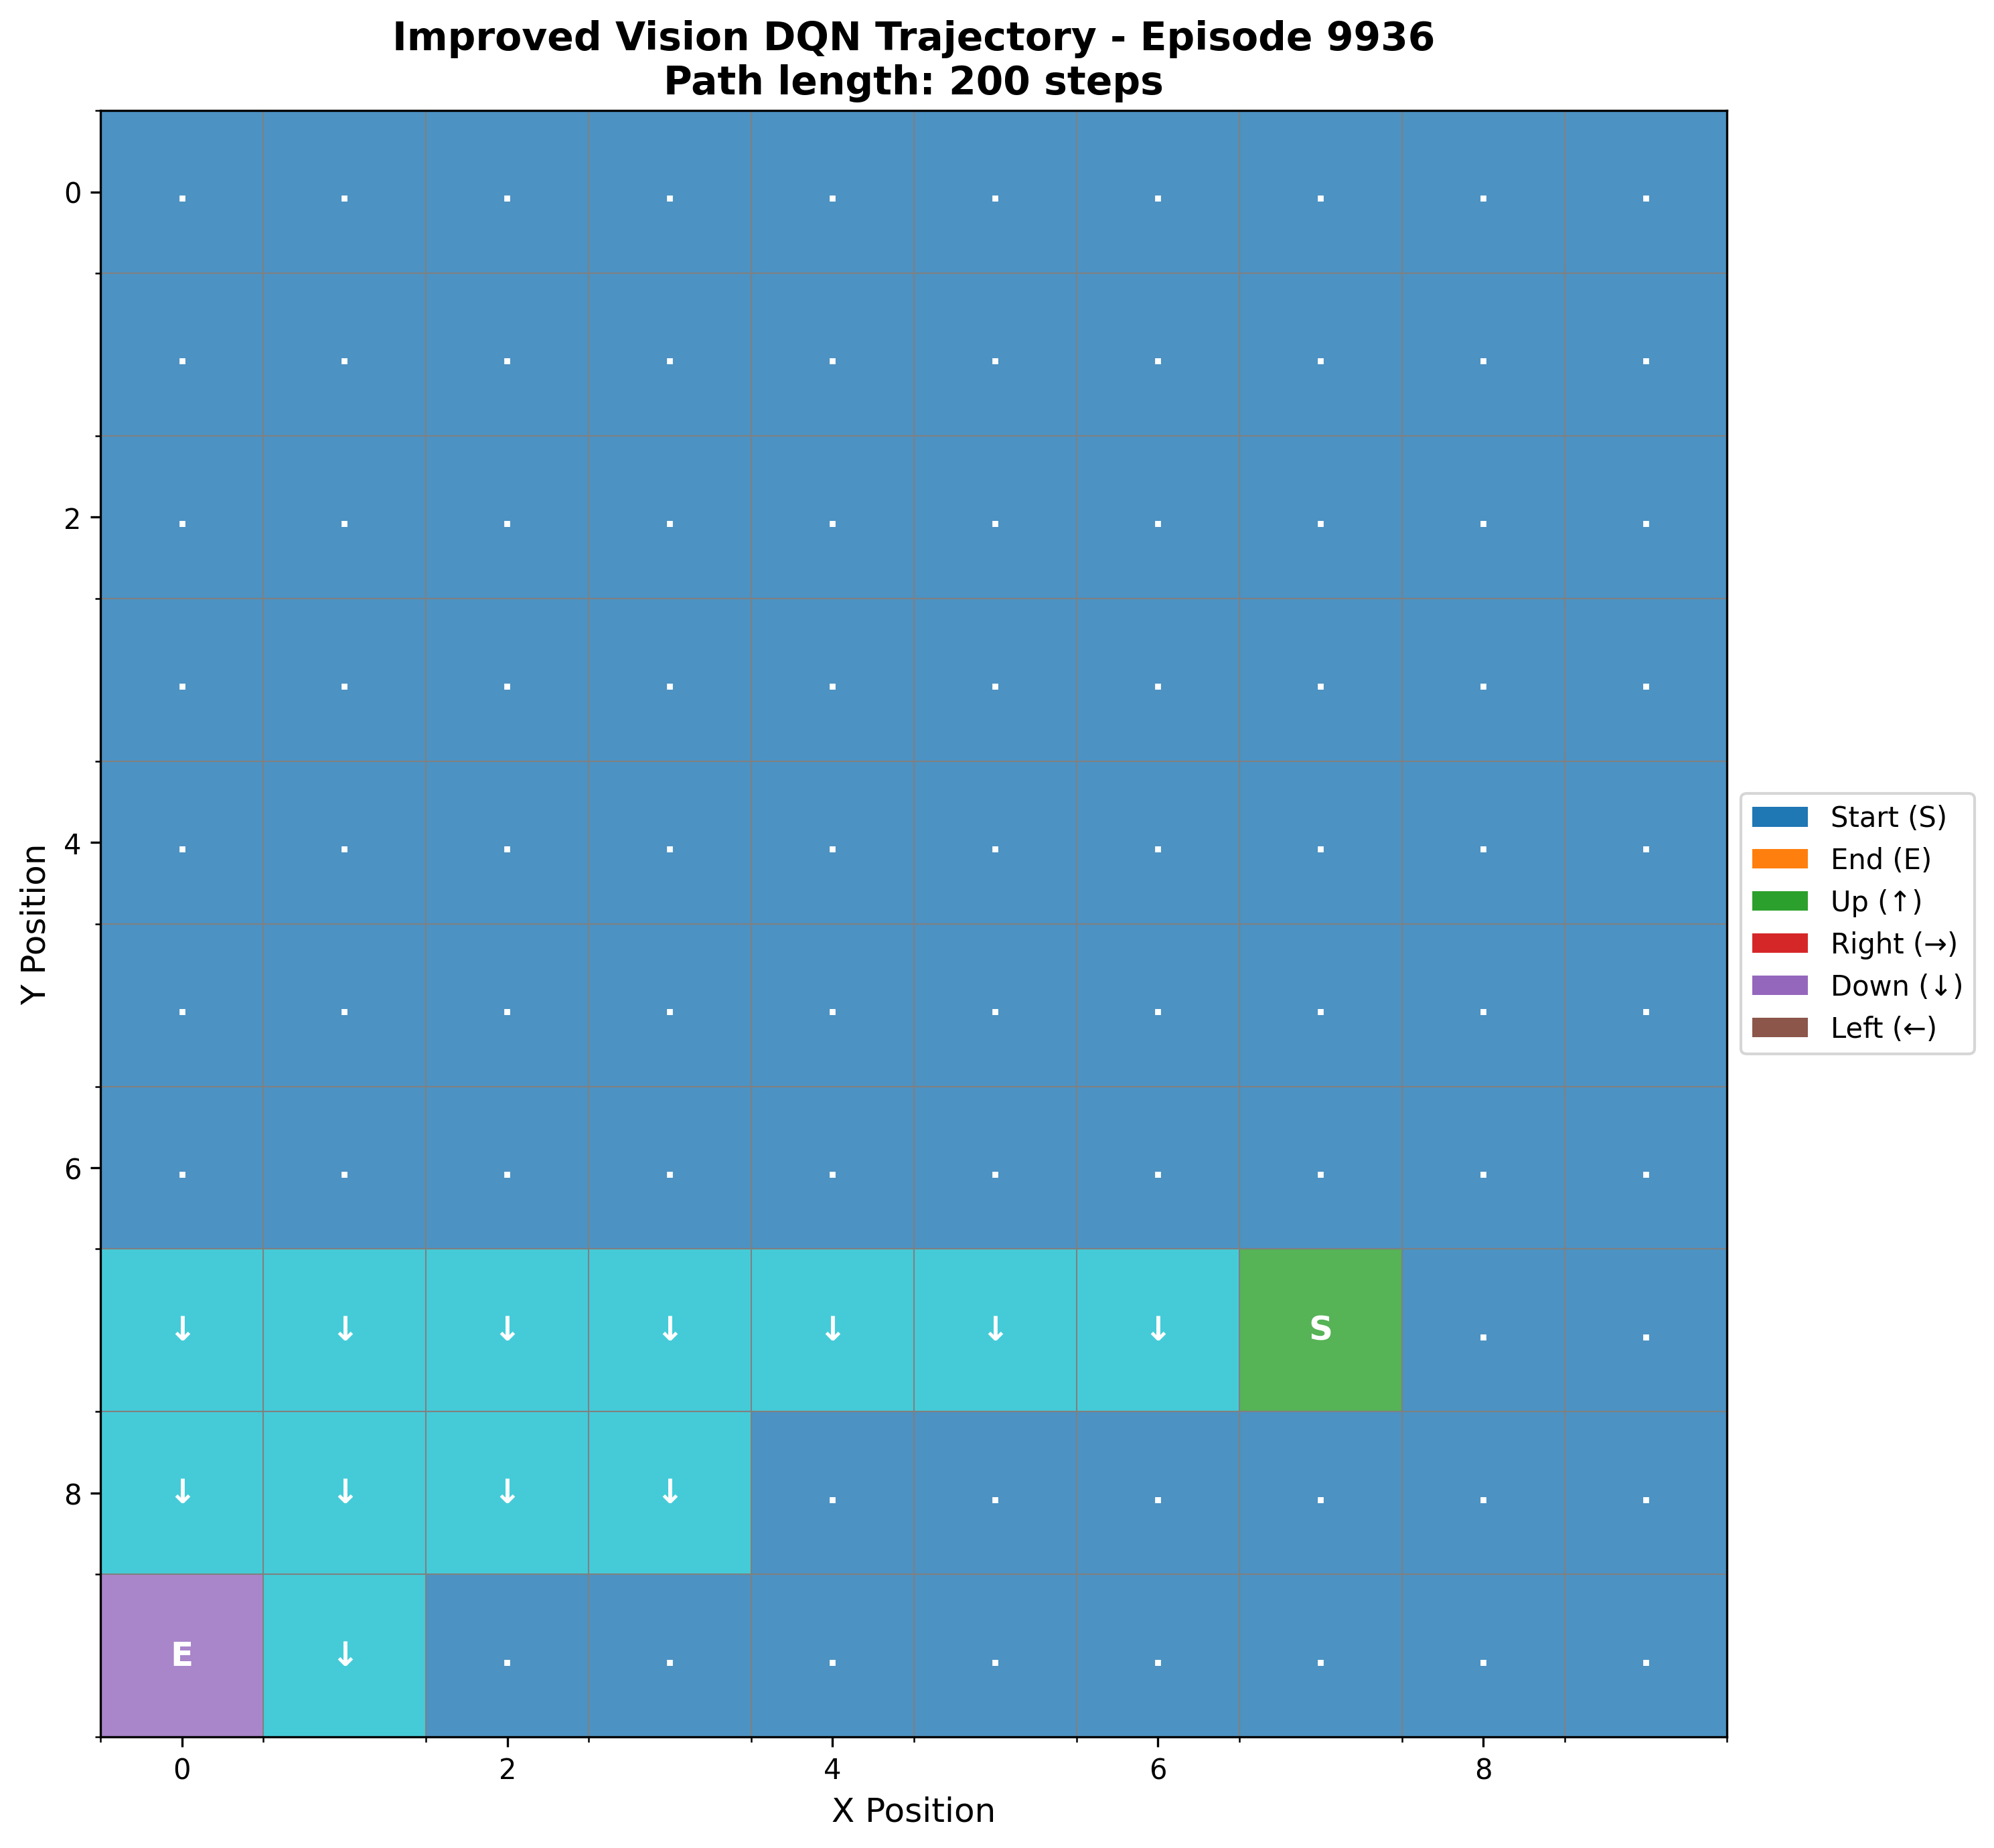 Improved Vision DQN Trajectory - Episode 9936
Path length: 200 steps
0 . . . . . . . . . .
. . . . . . . . . .
2 . . . . . . . . . .
. . . . . . . . . .
4 . . . . . . . . . .
. . . . . . . . . .
6 . . . . . . . . . .
↓ ↓ ↓ ↓ ↓ ↓ ↓ S . .
8 ↓ ↓ ↓ ↓ . . . . . .
E ↓ . . . . . . . .
0 2 4 6 8
X Position
Y Position
Start (S)
End (E)
Up (↑)
Right (→)
Down (↓)
Left (←)